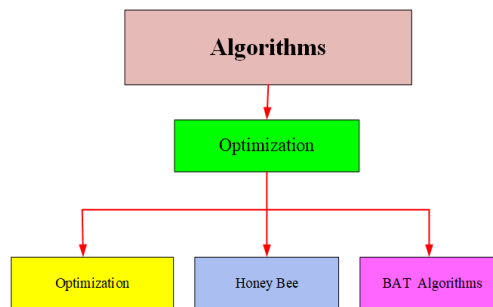 Algorithms
Optimization
Optimization
Honey Bee
BAT Algorithms